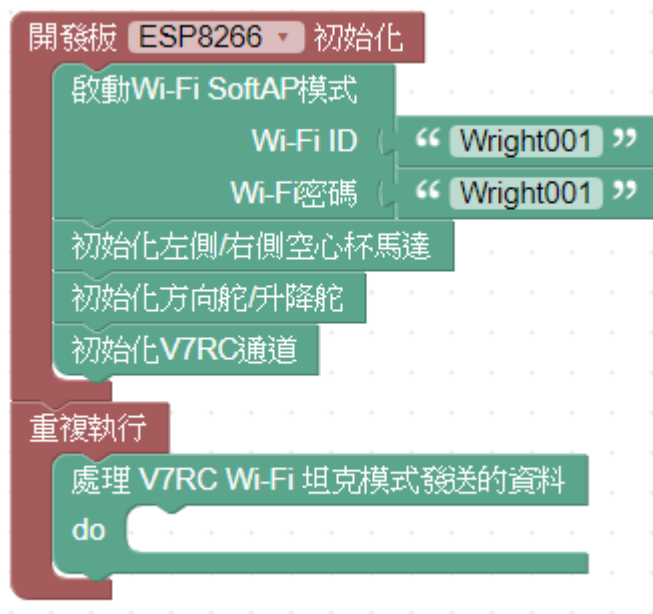 開發板 ESP8266 初始化
啟動Wi-Fi SoftAP模式
Wi-Fi ID “ Wright001 ”
Wi-Fi密碼 “ Wright001 ”
初始化左側/右側空心杯馬達
初始化方向舵/升降舵
初始化V7RC通道
重複執行
處理 V7RC Wi-Fi 坦克模式發送的資料
do